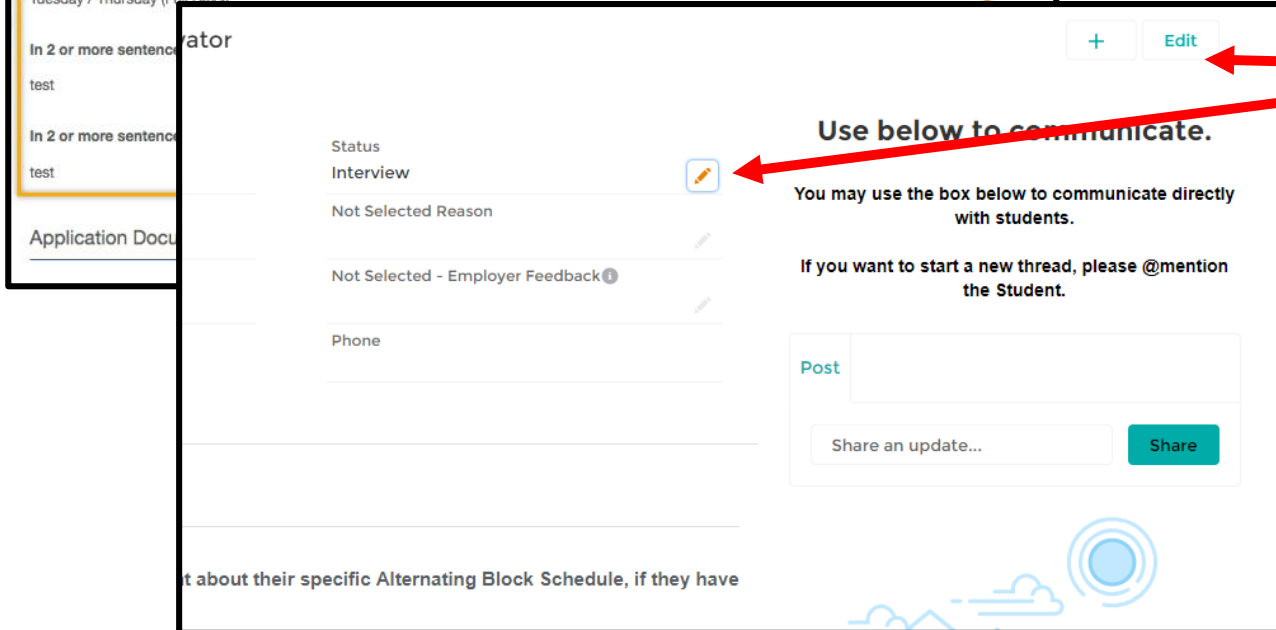 Tuesday / Thursday
In 2 or more sentence
test
In 2 or more sentence
test
Application Docu
vator
+ Edit
Status
Interview
Not Selected Reason
Not Selected - Employer Feedback
Phone
Use below to communicate.
You may use the box below to communicate directly
with students.
If you want to start a new thread, please @mention
the Student.
Post
Share an update... Share
t about their specific Alternating Block Schedule, if they have